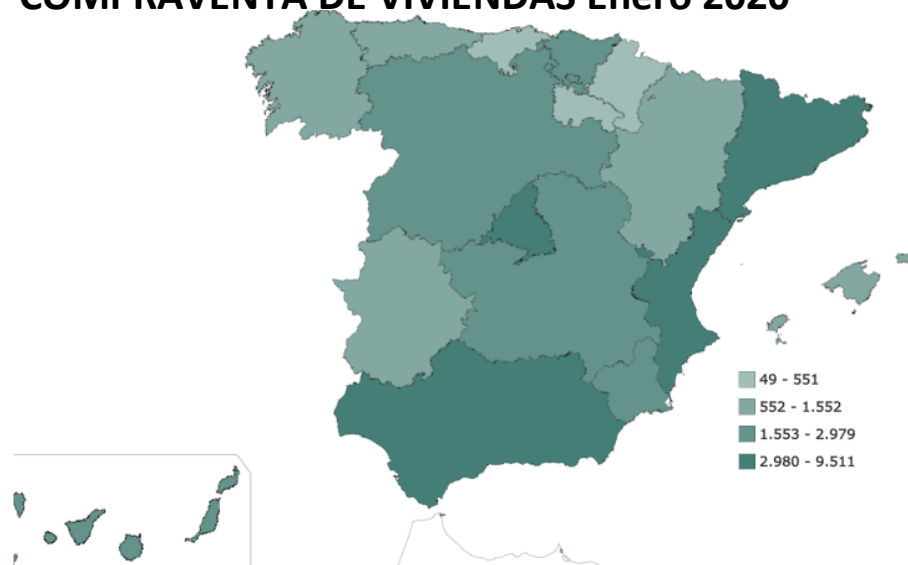 COMPRAVENTA DE VIVIENDAS Enero 2020
49 - 551
552 - 1.552
1.553 - 2.979
2.980 - 9.511